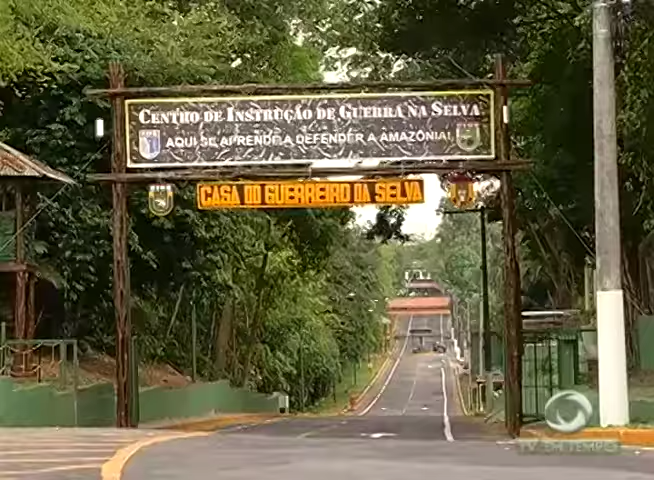 CENTRO DE INSTRUÇÃO DE GUERRA NA SELVA
AQUI SE APRENDE A DEFENDER A AMAZÔNIA!
CASA DO GUERREIRO DA SELVA
TV EM TEMPO